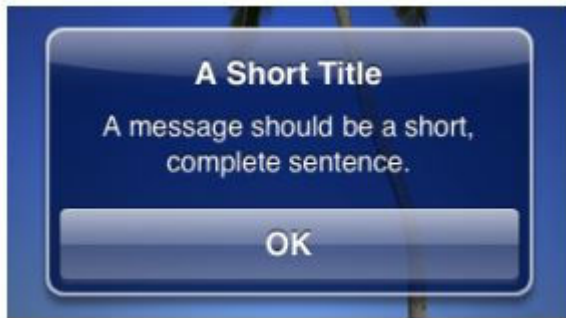 A Short Title
A message should be a short,
complete sentence.
OK